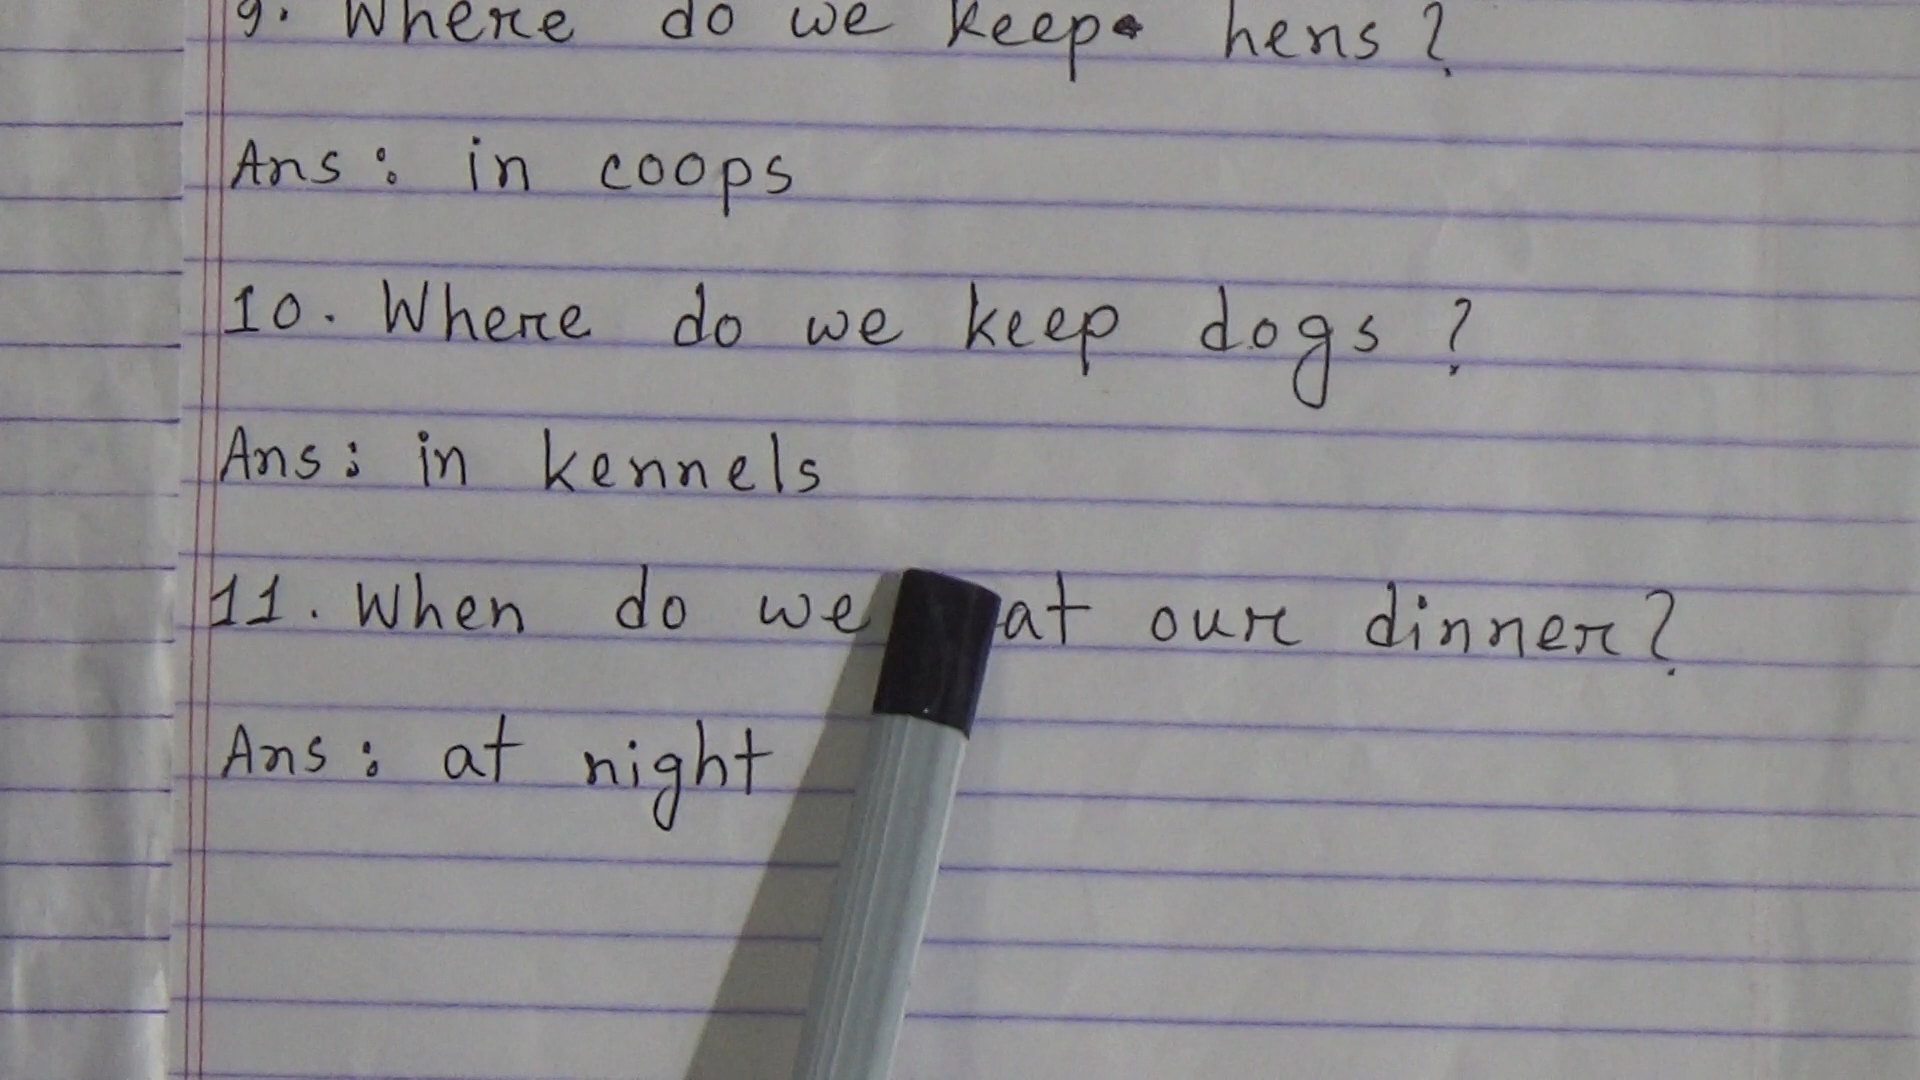 9. Where do we keep hens?
Ans: in coops
10. Where do we keep dogs?
Ans: in kennels
11. When do we at our dinner?
Ans: at night